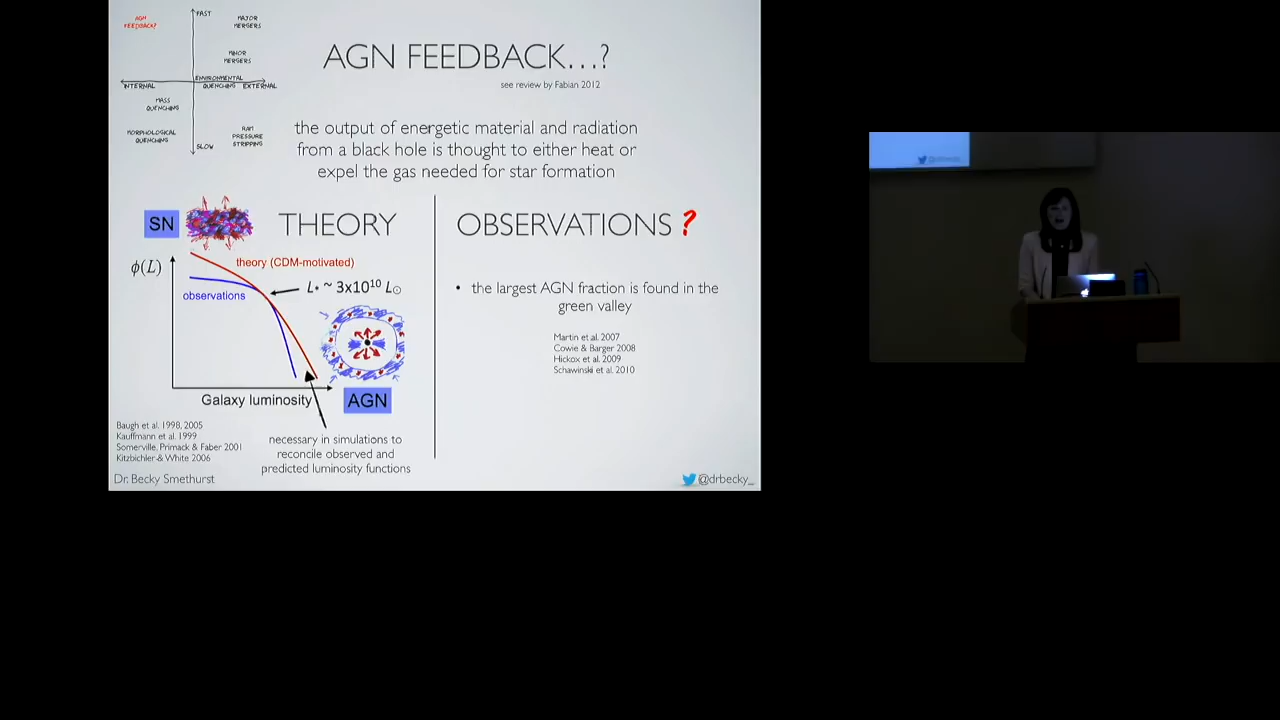 AGN
FEEDBACK?
FAST
MAJOR
MERGERS
MINOR
MERGERS
ENVIRONMENTAL
QUENCHING
INTERNAL
EXTERNAL
MASS
QUENCHING
MORPHOLOGICAL
QUENCHING
RAM
PRESSURE
STRIPPING
SLOW
AGN FEEDBACK...?
see review by Fabian 2012
the output of energetic material and radiation
from a black hole is thought to either heat or
expel the gas needed for star formation
SN
THEORY
ϕ(L)
theory (CDM-motivated)
observations
L* ~ 3x10¹⁰ L☉
Galaxy luminosity
AGN
Baugh et al. 1998, 2005
Kauffmann et al. 1999
Somerville, Primack & Faber 2001
Kitzbichler & White 2006
necessary in simulations to
reconcile observed and
predicted luminosity functions
OBSERVATIONS ?
• the largest AGN fraction is found in the
green valley
Martin et al. 2007
Cowie & Barger 2008
Hickox et al. 2009
Schawinski et al. 2010
Dr. Becky Smethurst
@drbecky_